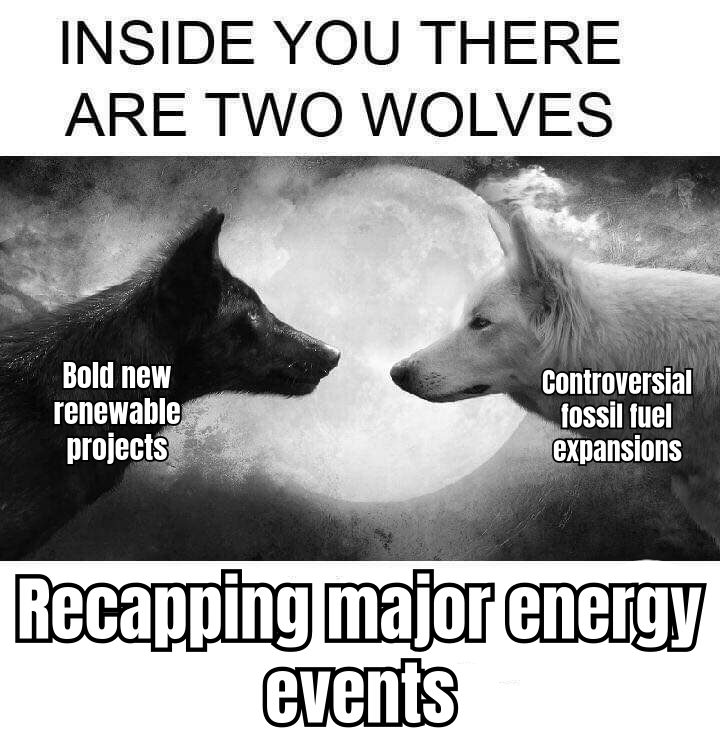 INSIDE YOU THERE
ARE TWO WOLVES
Bold new
renewable
projects
Controversial
fossil fuel
expansions
Recapping major energy
events